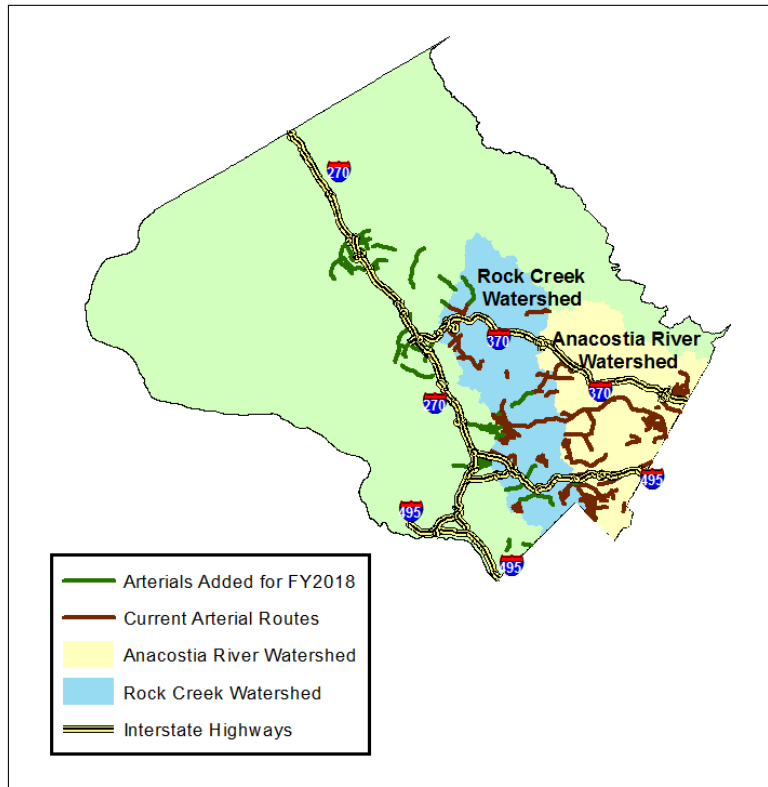 270
Rock Creek
Watershed
370
Anacostia River
Watershed
370
270
495
495
495
Arterials Added for FY2018
Current Arterial Routes
Anacostia River Watershed
Rock Creek Watershed
Interstate Highways